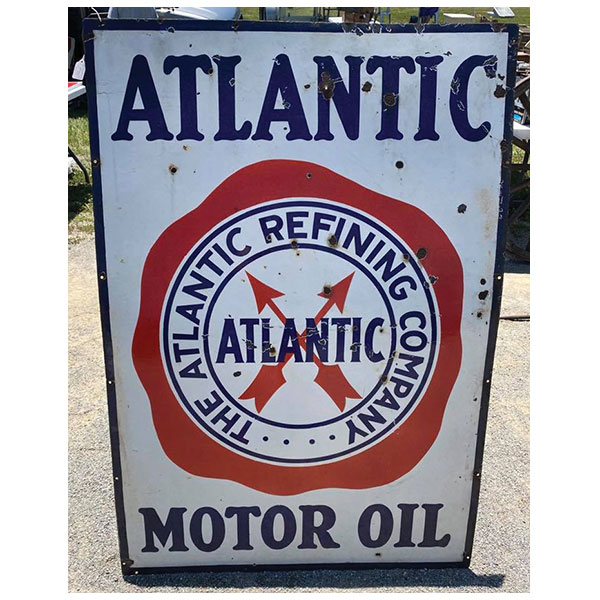 ATLANTIC
THE ATLANTIC REFINING COMPANY
ATLANTIC
MOTOR OIL